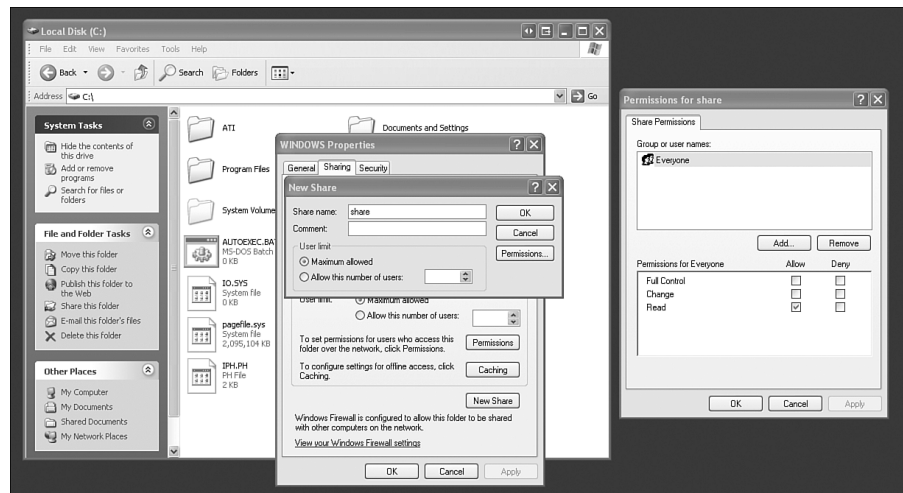 Local Disk (C:)
File Edit View Favorites Tools Help
Back Search Folders
Address C:\ Go
System Tasks
Hide the contents of
this drive
Add or remove
programs
Search for files or
folders
File and Folder Tasks
Move this folder
Copy this folder
Publish this folder to
the Web
Share this folder
E-mail this folder's files
Delete this folder
Other Places
My Computer
My Documents
Shared Documents
My Network Places
ATI
Documents and Settings
Program Files
System Volume
AUTOEXEC.BA
MS-DOS Batch
0 KB
IO.SYS
System file
0 KB
pagefile.sys
System file
2,095,104 KB
IPH.PH
PH File
2 KB
WINDOWS Properties
General Sharing Security
New Share
Share name: share
Comment:
User limit
Maximum allowed
Allow this number of users:
OK
Cancel
Permissions...
User limit: Maximum allowed
Allow this number of users:
To set permissions for users who access this
folder over the network, click Permissions.
Permissions
To configure settings for offline access, click
Caching.
Caching
New Share
Windows Firewall is configured to allow this folder to be shared
with other computers on the network.
View your Windows Firewall settings
OK Cancel Apply
Permissions for share
Share Permissions
Group or user names:
Everyone
Add... Remove
Permissions for Everyone Allow Deny
Full Control
Change
Read
OK Cancel Apply